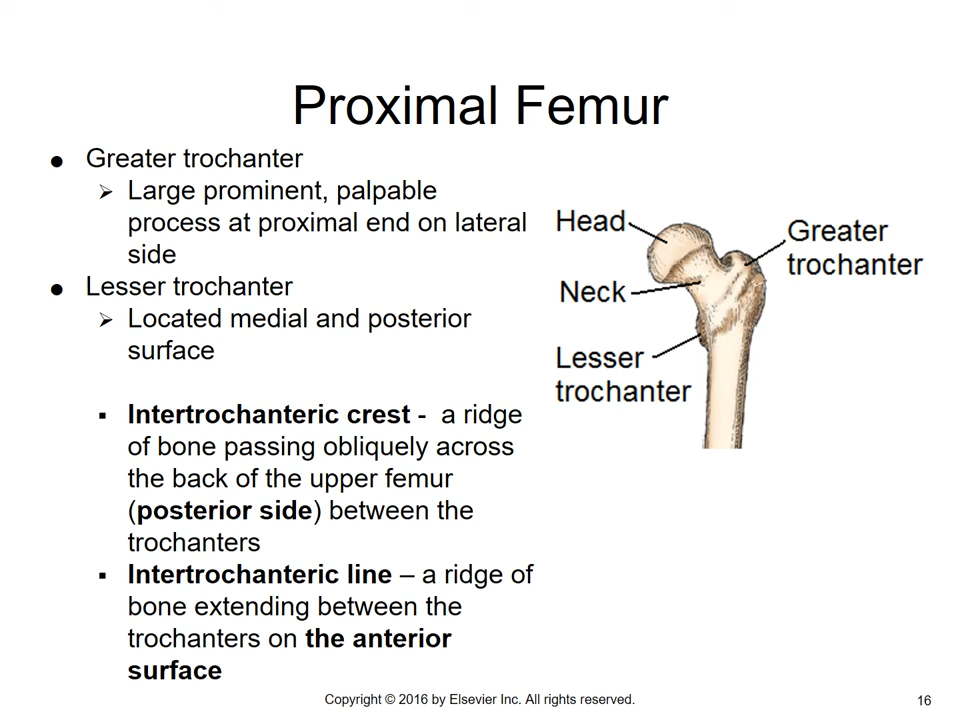 Proximal Femur
● Greater trochanter
➢ Large prominent, palpable
process at proximal end on lateral
side
● Lesser trochanter
➢ Located medial and posterior
surface
▪ Intertrochanteric crest - a ridge
of bone passing obliquely across
the back of the upper femur
(posterior side) between the
trochanters
▪ Intertrochanteric line – a ridge of
bone extending between the
trochanters on the anterior
surface
Head
Greater
trochanter
Neck
Lesser
trochanter
Copyright © 2016 by Elsevier Inc. All rights reserved.
16